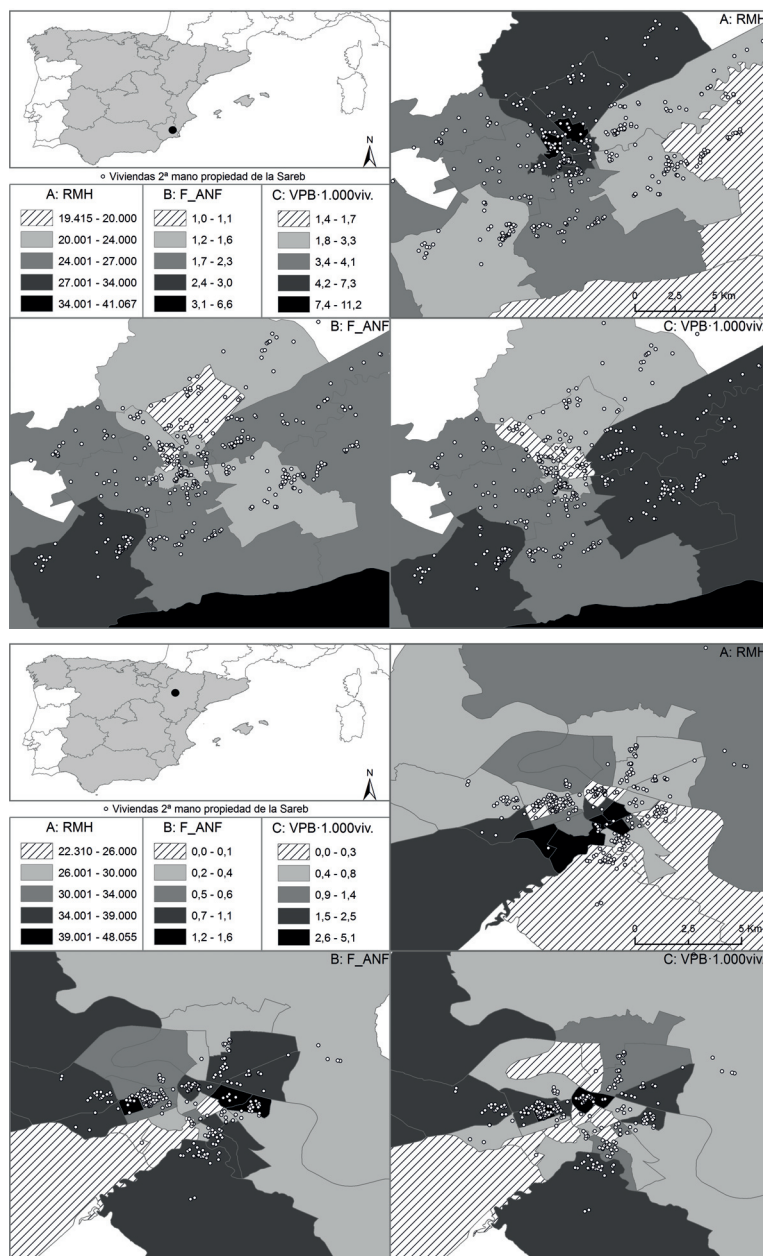 A: RMH
N
Viviendas 2ª mano propiedad de la Sareb
A: RMH
19.415 - 20.000
20.001 - 24.000
24.001 - 27.000
27.001 - 34.000
34.001 - 41.067
B: F_ANF
1,0 - 1,1
1,2 - 1,6
1,7 - 2,3
2,4 - 3,0
3,1 - 6,6
C: VPB·1.000viv.
1,4 - 1,7
1,8 - 3,3
3,4 - 4,1
4,2 - 7,3
7,4 - 11,2
0 2,5 5 Km
B: F_ANF
C: VPB·1.000viv.
A: RMH
N
Viviendas 2ª mano propiedad de la Sareb
A: RMH
22.310 - 26.000
26.001 - 30.000
30.001 - 34.000
34.001 - 39.000
39.001 - 48.055
B: F_ANF
0,0 - 0,1
0,2 - 0,4
0,5 - 0,6
0,7 - 1,1
1,2 - 1,6
C: VPB·1.000viv.
0,0 - 0,3
0,4 - 0,8
0,9 - 1,4
1,5 - 2,5
2,6 - 5,1
0 2,5 5 Km
B: F_ANF
C: VPB·1.000viv.